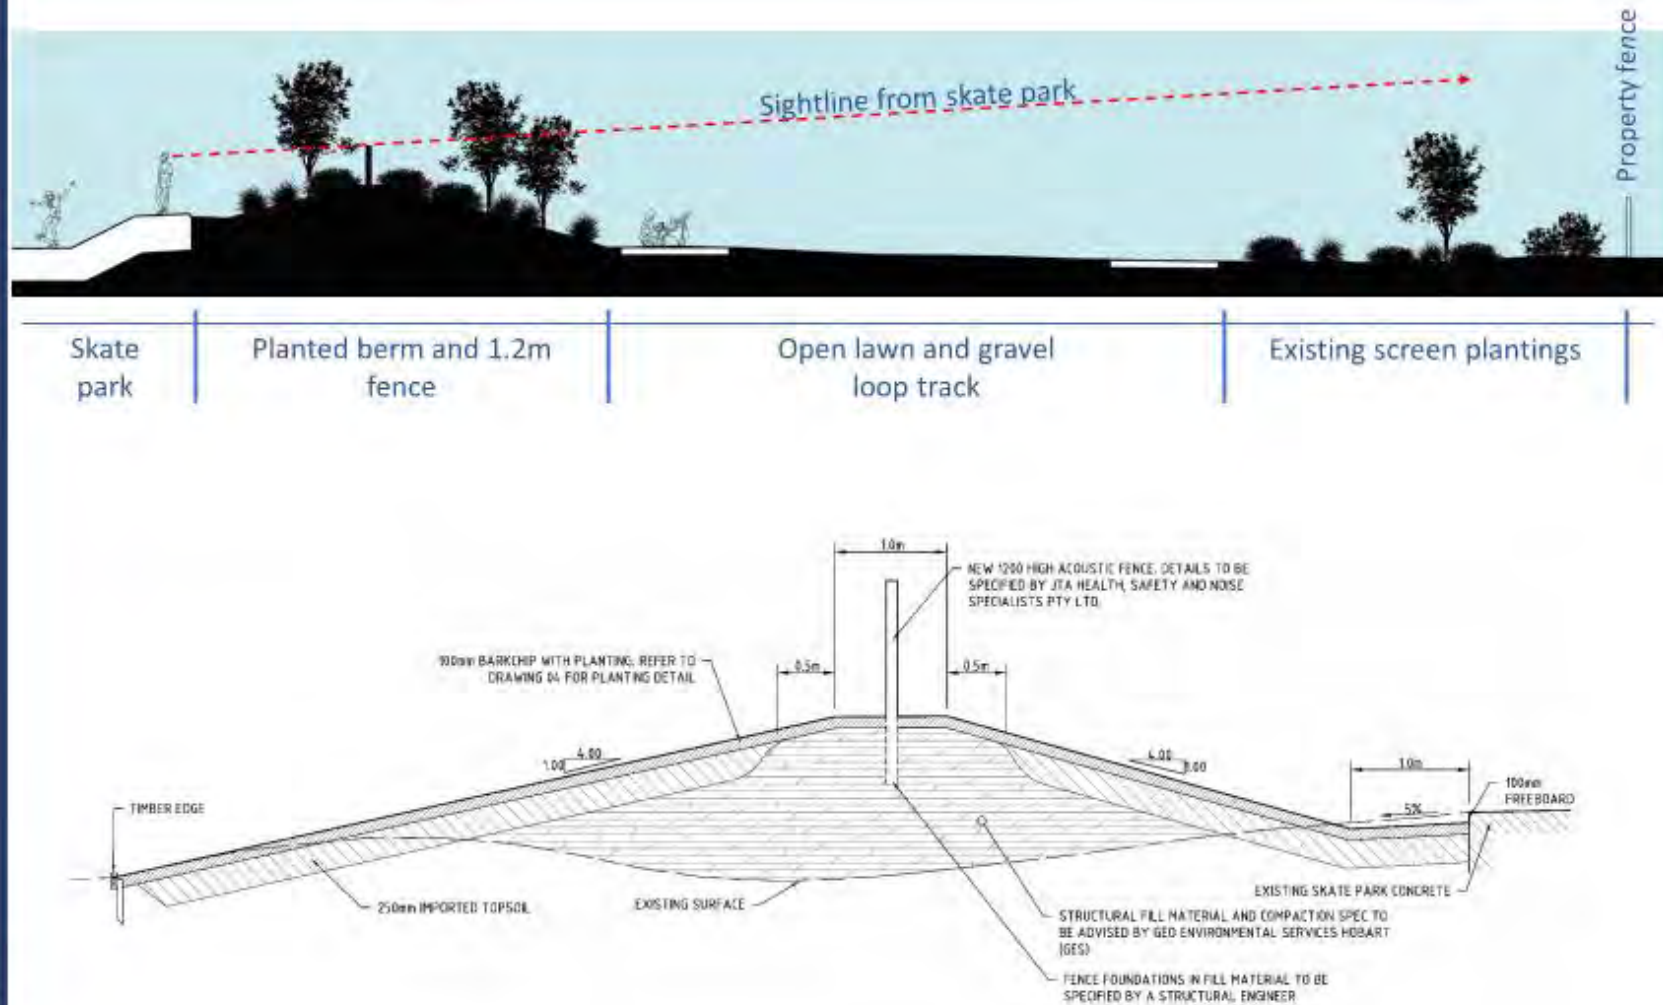 Property fence
Sightline from skate park
Skate
park
Planted berm and 1.2m
fence
Open lawn and gravel
loop track
Existing screen plantings
1.0m
NEW 1200 HIGH ACOUSTIC FENCE. DETAILS TO BE
SPECIFIED BY JTA HEALTH, SAFETY AND NOISE
SPECIALISTS PTY LTD.
100mm BARKCHIP WITH PLANTING. REFER TO
DRAWING 04 FOR PLANTING DETAIL
0.5m
0.5m
1.00
4.00
4.00
1.00
1.0m
5%
100mm
FREEBOARD
TIMBER EDGE
250mm IMPORTED TOPSOIL
EXISTING SURFACE
EXISTING SKATE PARK CONCRETE
STRUCTURAL FILL MATERIAL AND COMPACTION SPEC TO
BE ADVISED BY GEO ENVIRONMENTAL SERVICES HOBART
(GES)
FENCE FOUNDATIONS IN FILL MATERIAL TO BE
SPECIFIED BY A STRUCTURAL ENGINEER